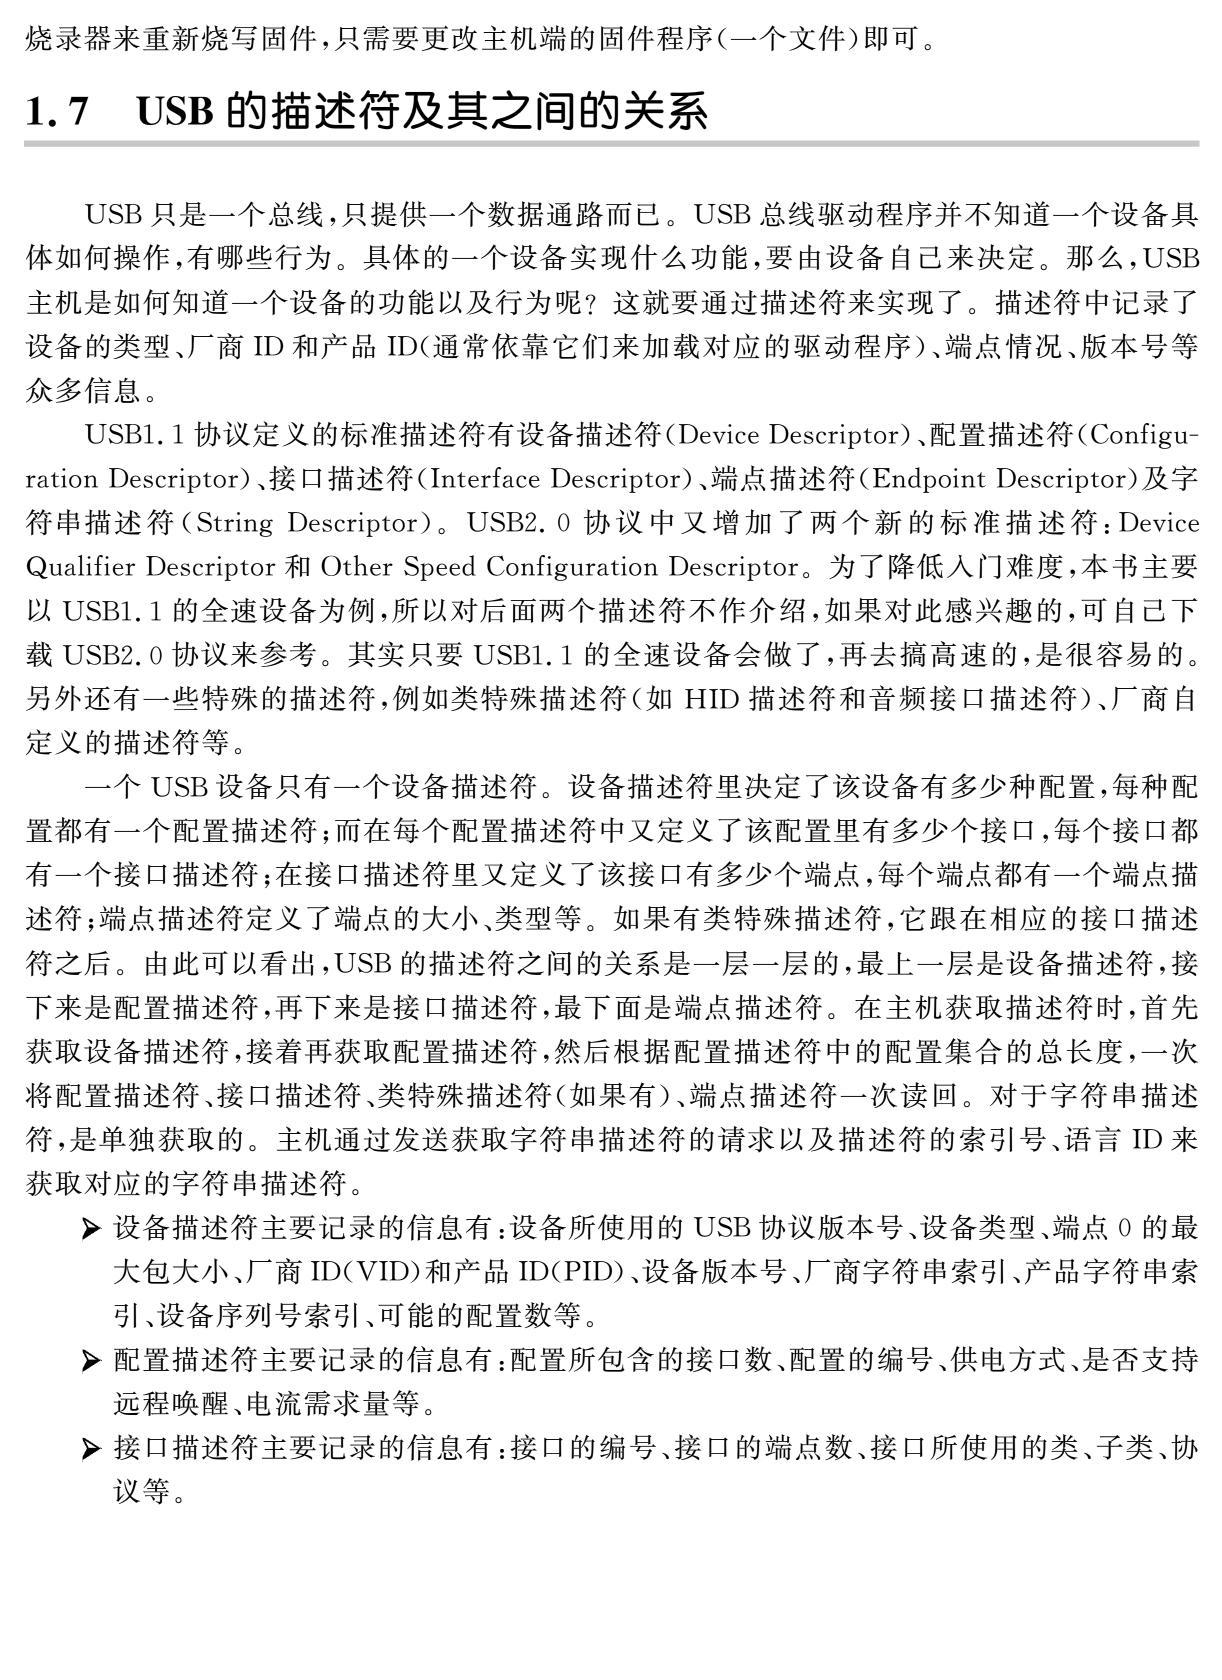 烧录器来重新烧写固件,只需要更改主机端的固件程序(一个文件)即可。
1.7 USB 的描述符及其之间的关系
USB 只是一个总线,只提供一个数据通路而已。USB 总线驱动程序并不知道一个设备具
体如何操作,有哪些行为。具体的一个设备实现什么功能,要由设备自己来决定。那么,USB
主机是如何知道一个设备的功能以及行为呢? 这就要通过描述符来实现了。描述符中记录了
设备的类型、厂商 ID 和产品 ID(通常依靠它们来加载对应的驱动程序)、端点情况、版本号等
众多信息。
USB1.1 协议定义的标准描述符有设备描述符(Device Descriptor)、配置描述符(Configu-
ration Descriptor)、接口描述符(Interface Descriptor)、端点描述符(Endpoint Descriptor)及字
符串描述符(String Descriptor)。USB2.0 协议中又增加了两个新的标准描述符:Device
Qualifier Descriptor 和 Other Speed Configuration Descriptor。为了降低入门难度,本书主要
以 USB1.1 的全速设备为例,所以对后面两个描述符不作介绍,如果对此感兴趣的,可自己下
载 USB2.0 协议来参考。其实只要 USB1.1 的全速设备会做了,再去搞高速的,是很容易的。
另外还有一些特殊的描述符,例如类特殊描述符(如 HID 描述符和音频接口描述符)、厂商自
定义的描述符等。
一个 USB 设备只有一个设备描述符。设备描述符里决定了该设备有多少种配置,每种配
置都有一个配置描述符;而在每个配置描述符中又定义了该配置里有多少个接口,每个接口都
有一个接口描述符;在接口描述符里又定义了该接口有多少个端点,每个端点都有一个端点描
述符;端点描述符定义了端点的大小、类型等。如果有类特殊描述符,它跟在相应的接口描述
符之后。由此可以看出,USB 的描述符之间的关系是一层一层的,最上一层是设备描述符,接
下来是配置描述符,再下来是接口描述符,最下面是端点描述符。在主机获取描述符时,首先
获取设备描述符,接着再获取配置描述符,然后根据配置描述符中的配置集合的总长度,一次
将配置描述符、接口描述符、类特殊描述符(如果有)、端点描述符一次读回。对于字符串描述
符,是单独获取的。主机通过发送获取字符串描述符的请求以及描述符的索引号、语言 ID 来
获取对应的字符串描述符。
➢ 设备描述符主要记录的信息有:设备所使用的 USB 协议版本号、设备类型、端点 0 的最
大包大小、厂商 ID(VID)和产品 ID(PID)、设备版本号、厂商字符串索引、产品字符串索
引、设备序列号索引、可能的配置数等。
➢ 配置描述符主要记录的信息有:配置所包含的接口数、配置的编号、供电方式、是否支持
远程唤醒、电流需求量等。
➢ 接口描述符主要记录的信息有:接口的编号、接口的端点数、接口所使用的类、子类、协
议等。